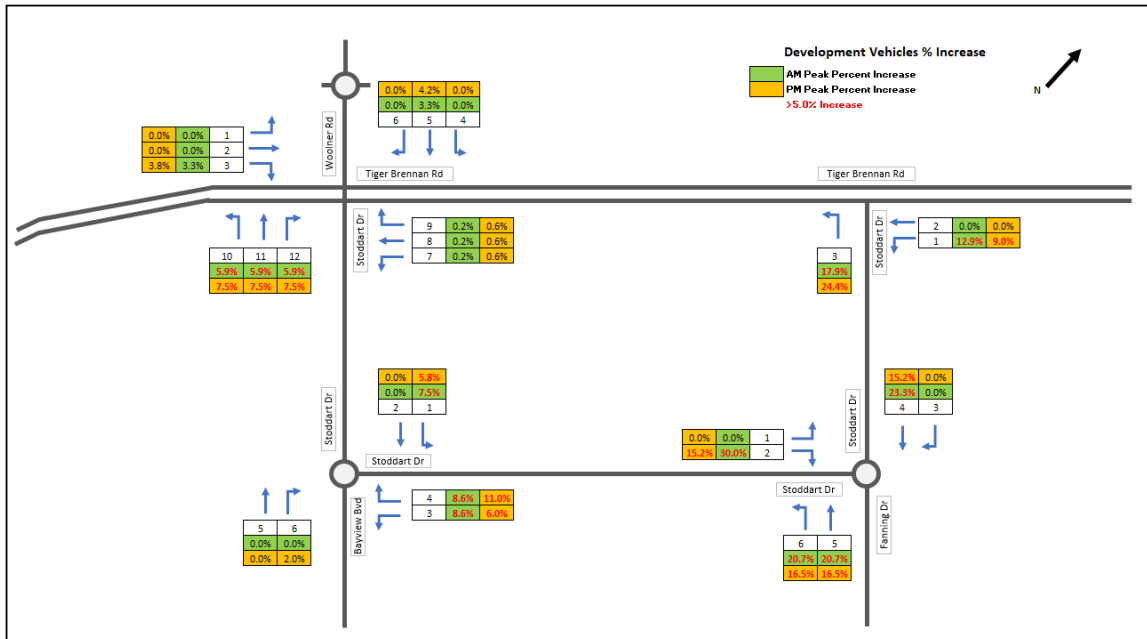 Development Vehicles % Increase
AM Peak Percent Increase
PM Peak Percent Increase
>5.0% Increase
N
Woolner Rd
0.0% 4.2% 0.0%
0.0% 3.3% 0.0%
6 5 4
0.0% 0.0% 1
0.0% 0.0% 2
3.8% 3.3% 3
Tiger Brennan Rd
Tiger Brennan Rd
Stoddart Dr
9 0.2% 0.6%
8 0.2% 0.6%
7 0.2% 0.6%
10 11 12
5.9% 5.9% 5.9%
7.5% 7.5% 7.5%
3
17.9%
24.4%
Stoddart Dr
2 0.0% 0.0%
1 12.9% 9.0%
Stoddart Dr
0.0% 5.8%
0.0% 7.5%
2 1
Stoddart Dr
15.2% 0.0%
23.3% 0.0%
4 3
0.0% 0.0% 1
15.2% 30.0% 2
Stoddart Dr
Stoddart Dr
Bayview Blvd
4 8.6% 11.0%
3 8.6% 6.0%
5 6
0.0% 0.0%
0.0% 2.0%
6 5
20.7% 20.7%
16.5% 16.5%
Fanning Dr